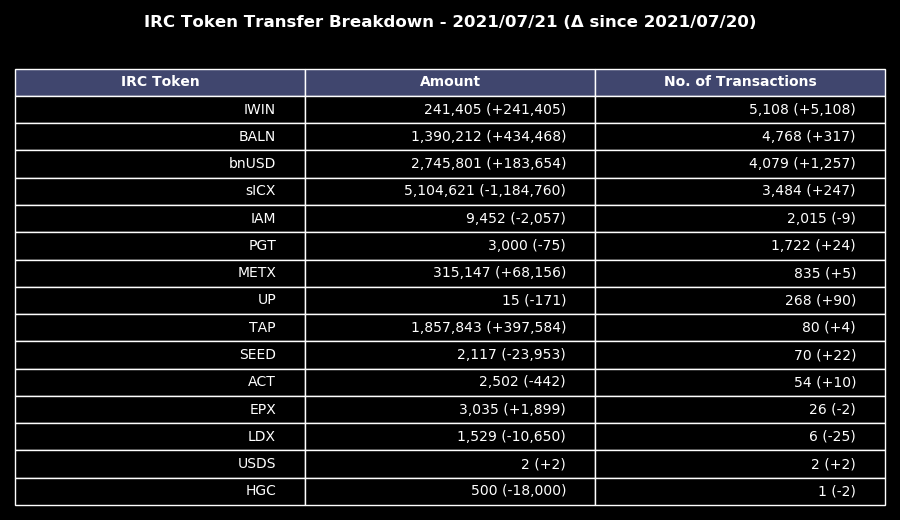 IRC Token Transfer Breakdown - 2021/07/21 (Δ since 2021/07/20)
IRC Token Amount No. of Transactions
IWIN 241,405 (+241,405) 5,108 (+5,108)
BALN 1,390,212 (+434,468) 4,768 (+317)
bnUSD 2,745,801 (+183,654) 4,079 (+1,257)
sICX 5,104,621 (-1,184,760) 3,484 (+247)
IAM 9,452 (-2,057) 2,015 (-9)
PGT 3,000 (-75) 1,722 (+24)
METX 315,147 (+68,156) 835 (+5)
UP 15 (-171) 268 (+90)
TAP 1,857,843 (+397,584) 80 (+4)
SEED 2,117 (-23,953) 70 (+22)
ACT 2,502 (-442) 54 (+10)
EPX 3,035 (+1,899) 26 (-2)
LDX 1,529 (-10,650) 6 (-25)
USDS 2 (+2) 2 (+2)
HGC 500 (-18,000) 1 (-2)